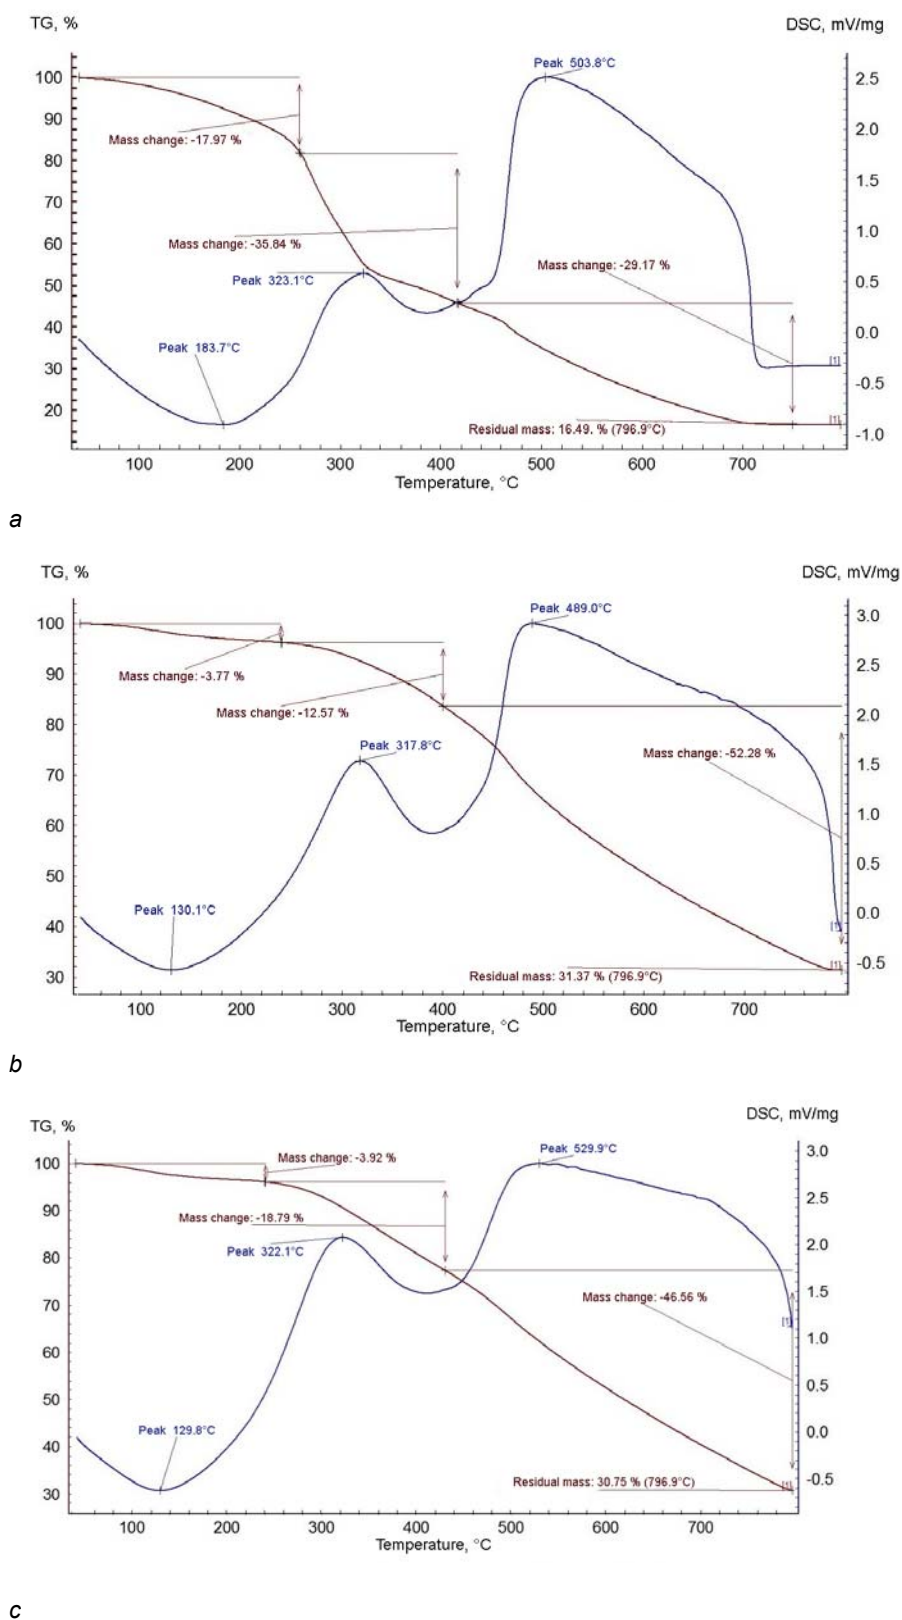 TG, %
DSC, mV/mg
Peak 503.8°C
100
2.5
90
2.0
Mass change: -17.97 %
80
1.5
70
60
1.0
Mass change: -35.84 %
50
Peak 323.1°C
Mass change: -29.17 %
0.5
40
0.0
Peak 183.7°C
30
[1]
-0.5
20
[1]
Residual mass: 16.49. % (796.9°C)
-1.0
100 200 300 400 500 600 700
Temperature, °C
a
TG, %
DSC, mV/mg
Peak 489.0°C
100
3.0
90
2.5
Mass change: -3.77 %
Mass change: -12.57 %
80
2.0
Peak 317.8°C
Mass change: -52.28 %
70
1.5
60
1.0
50
0.5
Peak 130.1°C
40
0.0
[1]
30
[1]
-0.5
Residual mass: 31.37 % (796.9°C)
100 200 300 400 500 600 700
Temperature, °C
b
TG, %
DSC, mV/mg
Peak 529.9°C
100
3.0
Mass change: -3.92 %
90
2.5
Mass change: -18.79 %
Peak 322.1°C
80
2.0
70
1.5
Mass change: -46.56 %
[1]
60
1.0
50
0.5
Peak 129.8°C
40
0.0
30
-0.5
Residual mass: 30.75 % (796.9°C)
[1]
100 200 300 400 500 600 700
Temperature, °C
c